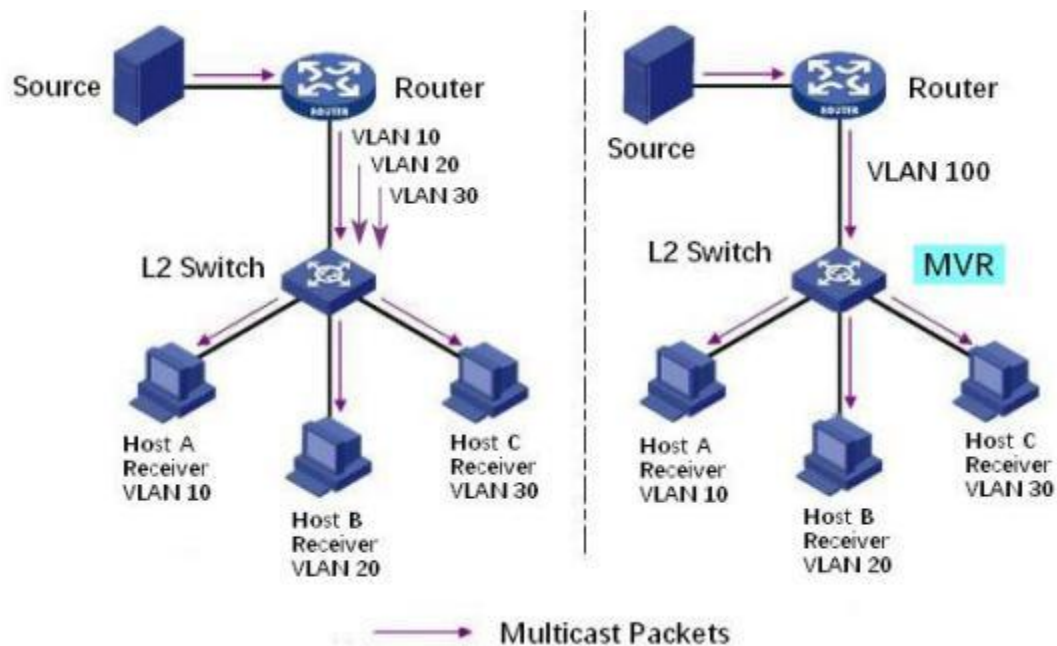 Source
Router
ROUTER
VLAN 10
VLAN 20
VLAN 30
L2 Switch
Host A
Receiver
VLAN 10
Host B
Receiver
VLAN 20
Host C
Receiver
VLAN 30
Source
Router
ROUTER
VLAN 100
L2 Switch
MVR
Host A
Receiver
VLAN 10
Host B
Receiver
VLAN 20
Host C
Receiver
VLAN 30
Multicast Packets